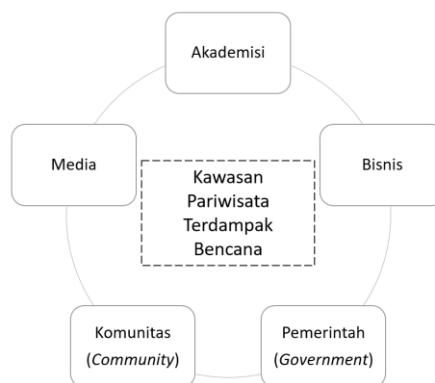 Akademisi
Media
Bisnis
Kawasan
Pariwisata
Terdampak
Bencana
Komunitas
(Community)
Pemerintah
(Government)